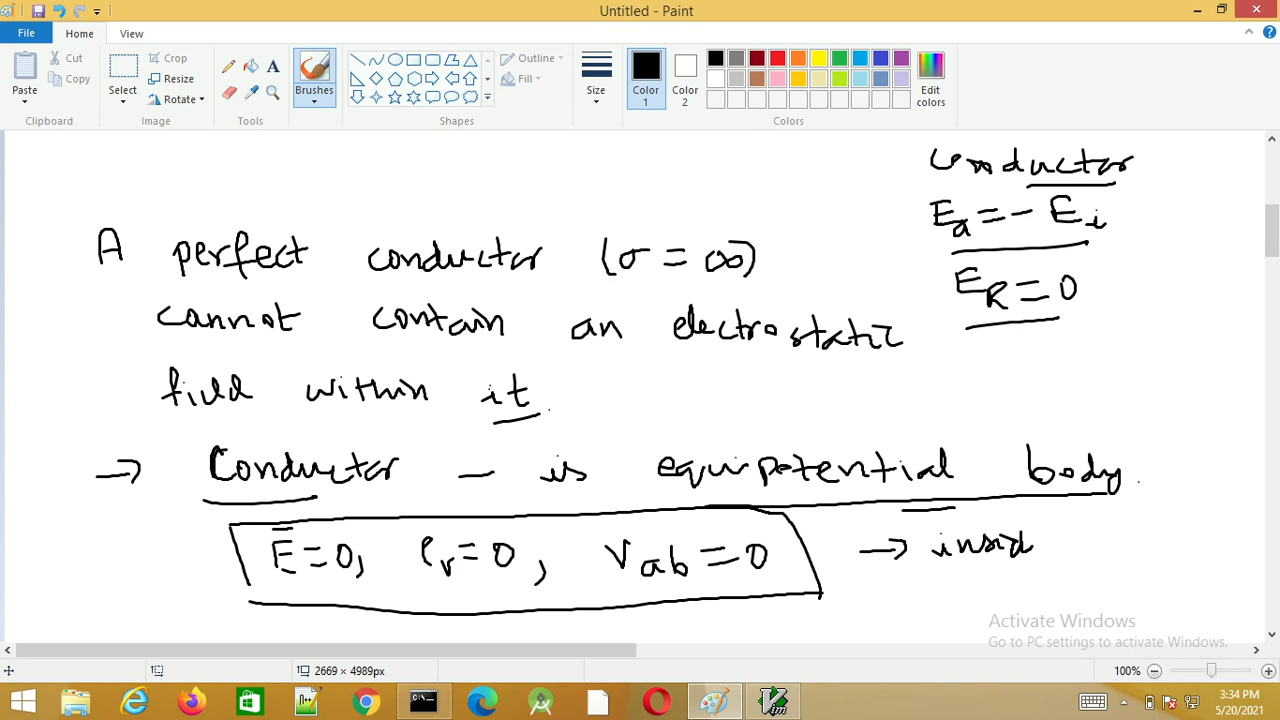 Untitled - Paint
File Home View
Paste
Cut
Copy
Clipboard
Select
Crop
Resize
Rotate
Image
A
Tools
Brushes
Outline
Fill
Shapes
Size
Color 1
Color 2
Edit colors
Colors
conductor
Ea = - Ei
ER = 0
A perfect conductor (σ = ∞)
cannot contain an electrostatic
field within it.
→ Conductor - is equipotential body.
E̅ = 0, ρv = 0, Vab = 0 → insid
Activate Windows
Go to PC settings to activate Windows.
2669 × 4989px
100%
3:34 PM
5/20/2021